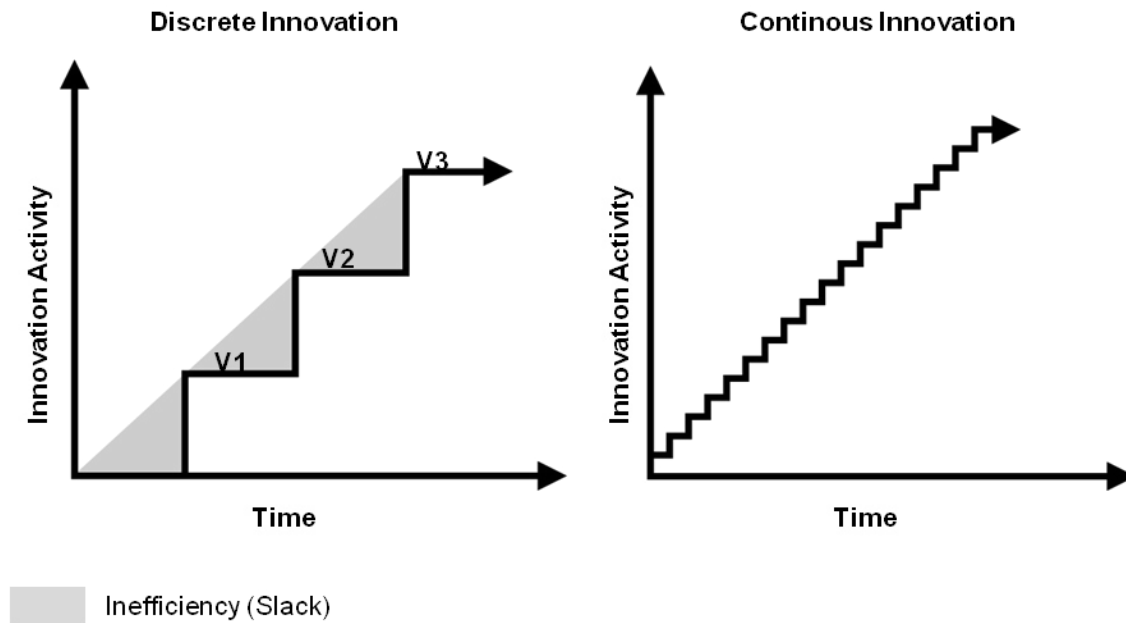 Discrete Innovation
Innovation Activity
V1
V2
V3
Time
Continous Innovation
Innovation Activity
Time
Inefficiency (Slack)